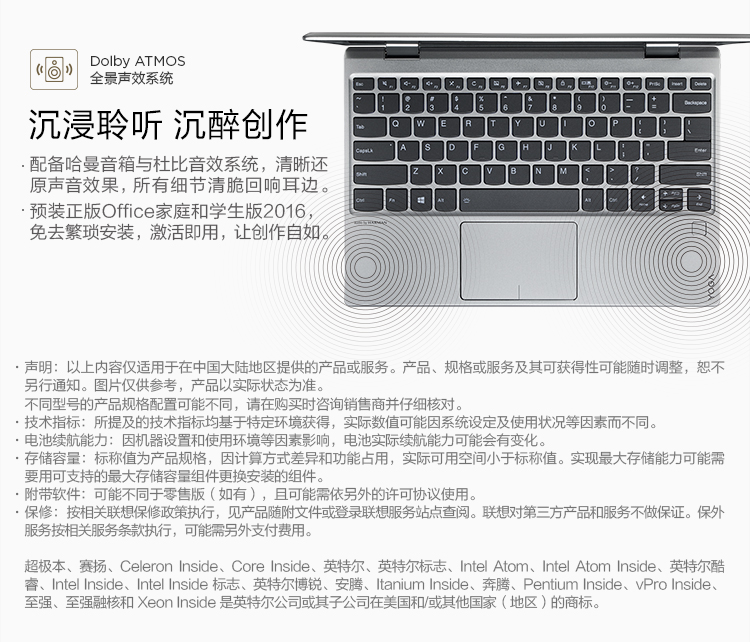 Dolby ATMOS
全景声效系统
沉浸聆听 沉醉创作
· 配备哈曼音箱与杜比音效系统，清晰还
原声音效果，所有细节清脆回响耳边。
· 预装正版Office家庭和学生版2016，
免去繁琐安装，激活即用，让创作自如。
Backspace
Q W E R T Y U I O P
Tab
A S D F G H J K L
CapsLk
Enter
Shift
Z X C V B N M
Ctrl
Fn
Alt
YOGA
· 声明：以上内容仅适用于在中国大陆地区提供的产品或服务。产品、规格或服务及其可获得性可能随时调整，恕不
另行通知。图片仅供参考，产品以实际状态为准。
不同型号的产品规格配置可能不同，请在购买时咨询销售商并仔细核对。
· 技术指标：所提及的技术指标均基于特定环境获得，实际数值可能因系统设定及使用状况等因素而不同。
· 电池续航能力：因机器设置和使用环境等因素影响，电池实际续航能力可能会有变化。
· 存储容量：标称值为产品规格，因计算方式差异和功能占用，实际可用空间小于标称值。实现最大存储能力可能需
要用可支持的最大存储容量组件更换安装的组件。
· 附带软件：可能不同于零售版（如有），且可能需依另外的许可协议使用。
· 保修：按相关联想保修政策执行，见产品随附文件或登录联想服务站点查阅。联想对第三方产品和服务不做保证。保外
服务按相关服务条款执行，可能需另外支付费用。
超极本、赛扬、Celeron Inside、Core Inside、英特尔、英特尔标志、Intel Atom、Intel Atom Inside、英特尔酷
睿、Intel Inside、Intel Inside 标志、英特尔博锐、安腾、Itanium Inside、奔腾、Pentium Inside、vPro Inside、
至强、至强融核和 Xeon Inside 是英特尔公司或其子公司在美国和/或其他国家（地区）的商标。